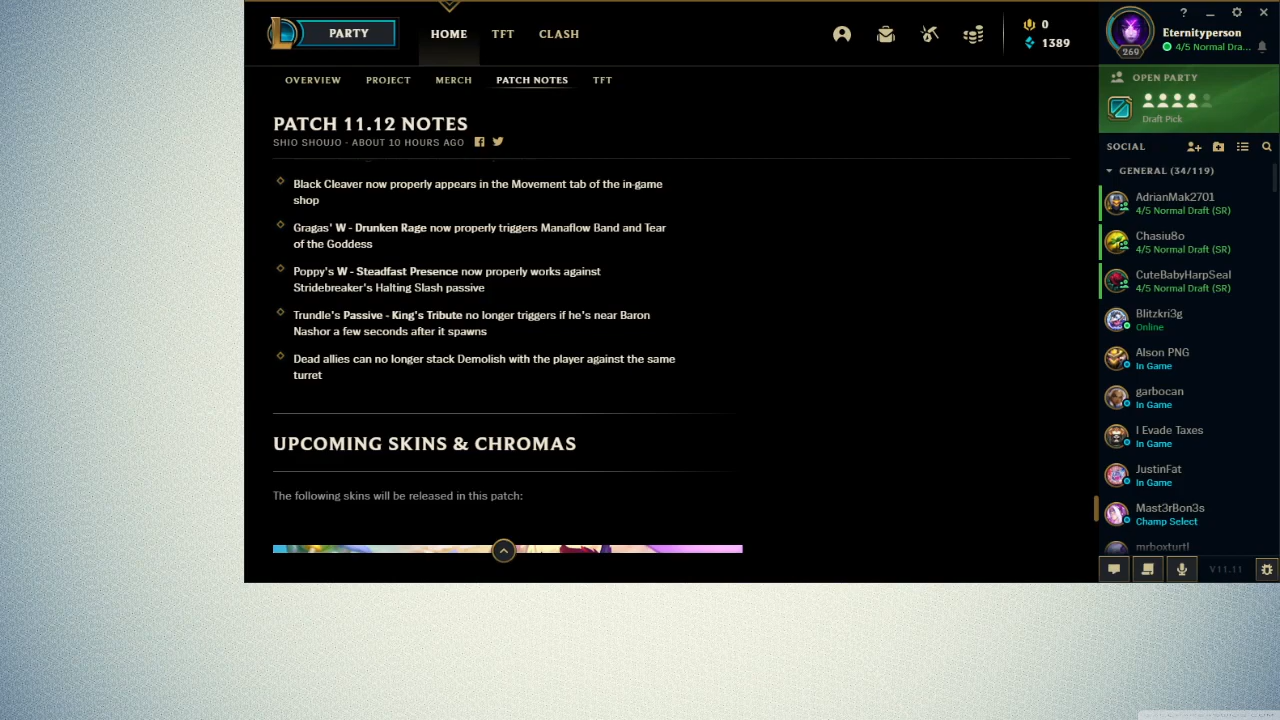 PARTY
HOME
TFT
CLASH
0
1389
?
269
Eternityperson
4/5 Normal Dra...
OVERVIEW
PROJECT
MERCH
PATCH NOTES
TFT
OPEN PARTY
Draft Pick
PATCH 11.12 NOTES
SHIO SHOUJO - ABOUT 10 HOURS AGO
Black Cleaver now properly appears in the Movement tab of the in-game
shop
Gragas' W - Drunken Rage now properly triggers Manaflow Band and Tear
of the Goddess
Poppy's W - Steadfast Presence now properly works against
Stridebreaker's Halting Slash passive
Trundle's Passive - King's Tribute no longer triggers if he's near Baron
Nashor a few seconds after it spawns
Dead allies can no longer stack Demolish with the player against the same
turret
UPCOMING SKINS & CHROMAS
The following skins will be released in this patch:
SOCIAL
GENERAL (34/119)
AdrianMak2701
4/5 Normal Draft (SR)
Chasiu8o
4/5 Normal Draft (SR)
CuteBabyHarpSeal
4/5 Normal Draft (SR)
Blitzkri3g
Online
Alson PNG
In Game
garbocan
In Game
I Evade Taxes
In Game
JustinFat
In Game
Mast3rBon3s
Champ Select
mrboxturtl
V11.11